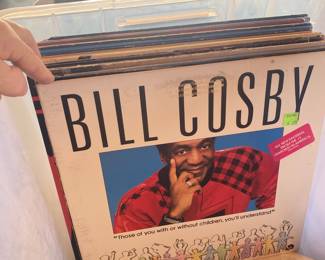 BILL COSBY
"Those of you with or without children, you'll understand"